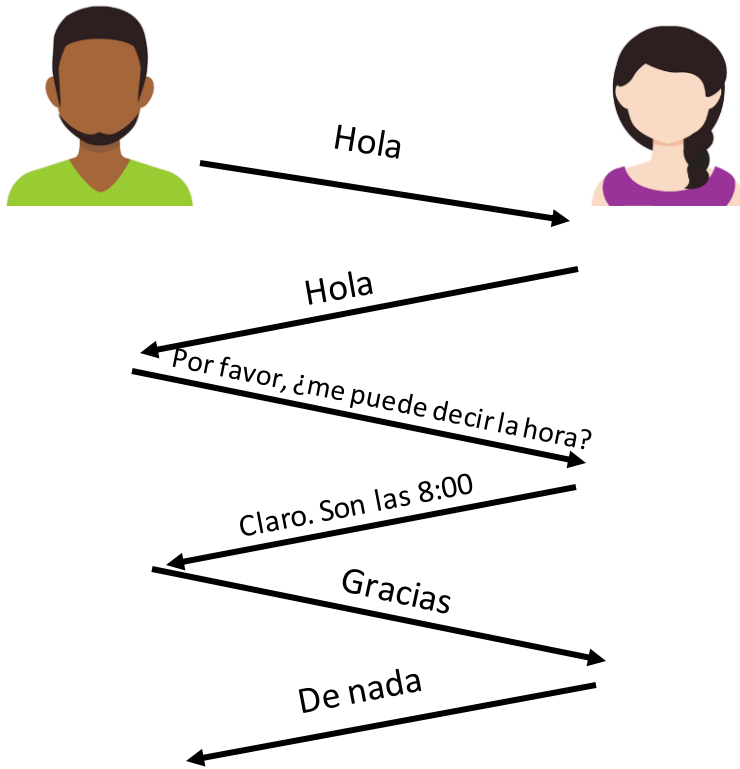 Hola
Hola
Por favor, ¿me puede decir la hora?
Claro. Son las 8:00
Gracias
De nada